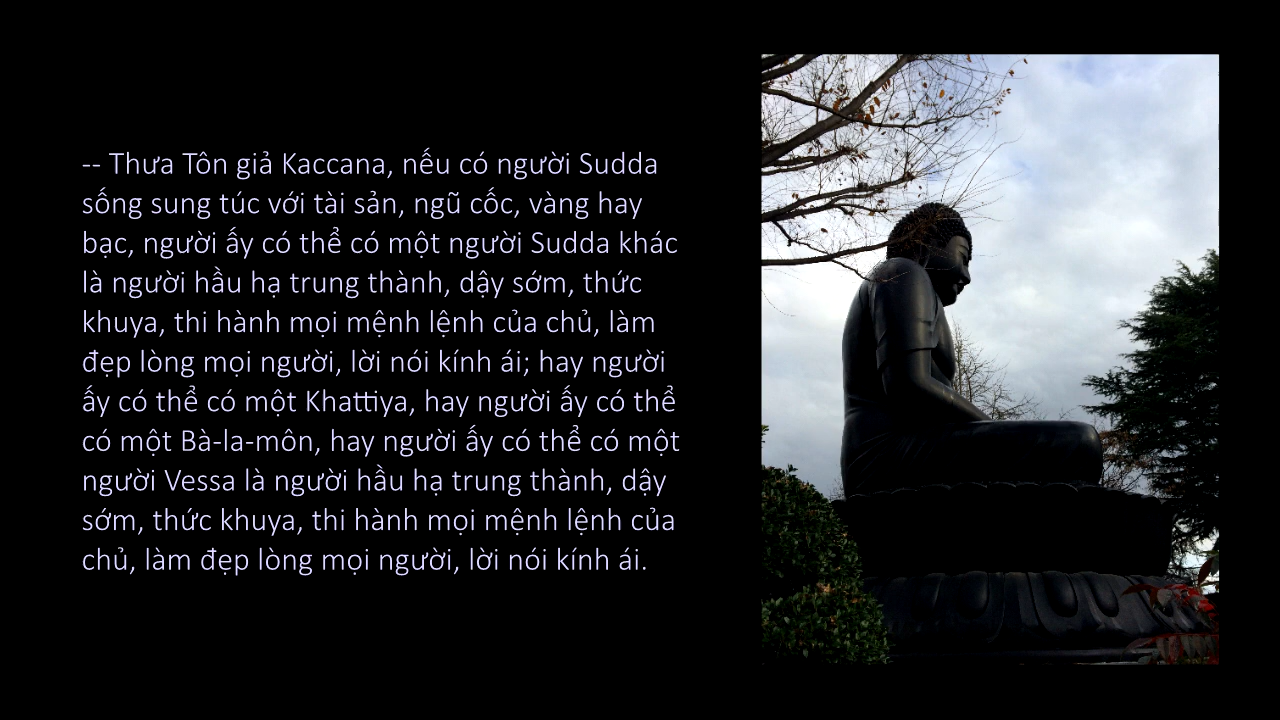 -- Thưa Tôn giả Kaccana, nếu có người Sudda
sống sung túc với tài sản, ngũ cốc, vàng hay
bạc, người ấy có thể có một người Sudda khác
là người hầu hạ trung thành, dậy sớm, thức
khuya, thi hành mọi mệnh lệnh của chủ, làm
đẹp lòng mọi người, lời nói kính ái; hay người
ấy có thể có một Khattiya, hay người ấy có thể
có một Bà-la-môn, hay người ấy có thể có một
người Vessa là người hầu hạ trung thành, dậy
sớm, thức khuya, thi hành mọi mệnh lệnh của
chủ, làm đẹp lòng mọi người, lời nói kính ái.